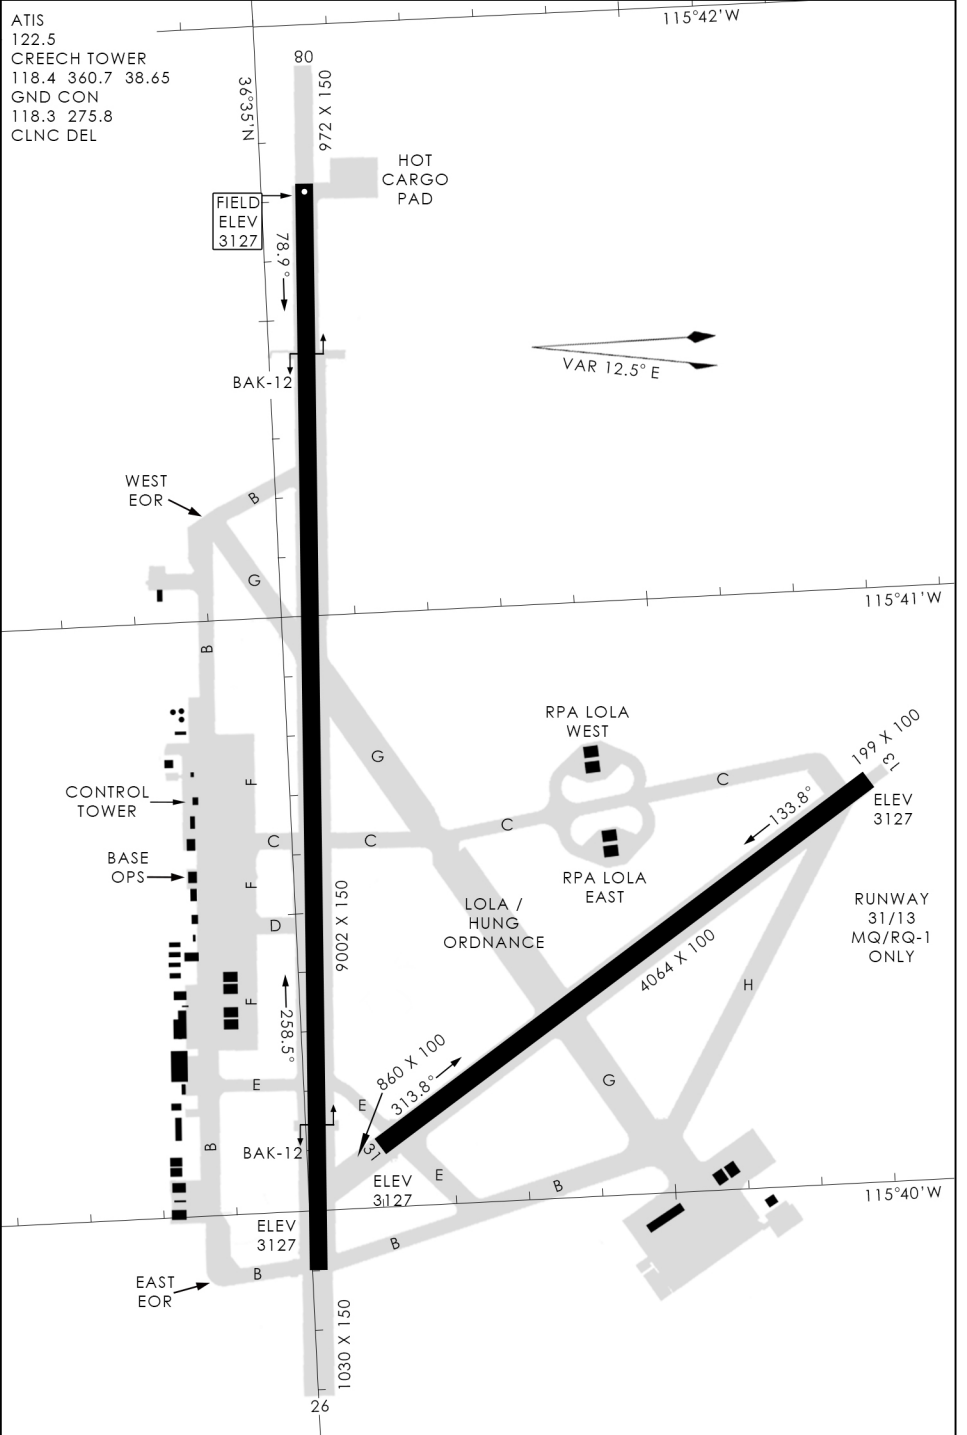 ATIS
122.5
CREECH TOWER
118.4 360.7 38.65
GND CON
118.3 275.8
CLNC DEL
115°42'W
36°35'N
08
972 X 150
HOT
CARGO
PAD
FIELD
ELEV
3127
78.9°
BAK-12
VAR 12.5° E
WEST
EOR
B
G
115°41'W
B
RPA LOLA
WEST
199 X 100
13
G
F
C
CONTROL
TOWER
133.8°
ELEV
3127
C
C
C
BASE
OPS
F
RPA LOLA
EAST
LOLA /
HUNG
ORDNANCE
RUNWAY
31/13
MQ/RQ-1
ONLY
D
9002 X 150
4064 X 100
F
H
258.5°
860 X 100
313.8°
E
E
G
B
BAK-12
31
E
ELEV
3127
B
115°40'W
ELEV
3127
B
EAST
EOR
B
1030 X 150
26